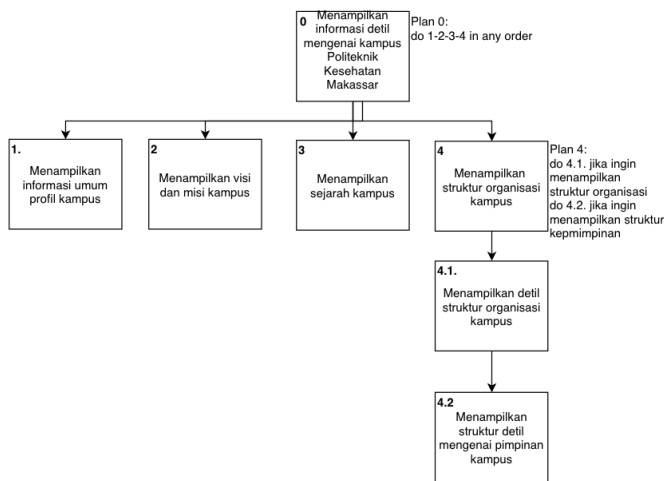 0
Menampilkan
informasi detil
mengenai kampus
Politeknik
Kesehatan
Makassar
Plan 0:
do 1-2-3-4 in any order
1.
Menampilkan
informasi umum
profil kampus
2
Menampilkan visi
dan misi kampus
3
Menampilkan
sejarah kampus
4
Menampilkan
struktur organisasi
kampus
Plan 4:
do 4.1. jika ingin
menampilkan
struktur organisasi
do 4.2. jika ingin
menampilkan struktur
kepmimpinan
4.1.
Menampilkan detil
struktur organisasi
kampus
4.2
Menampilkan
struktur detil
mengenai pimpinan
kampus